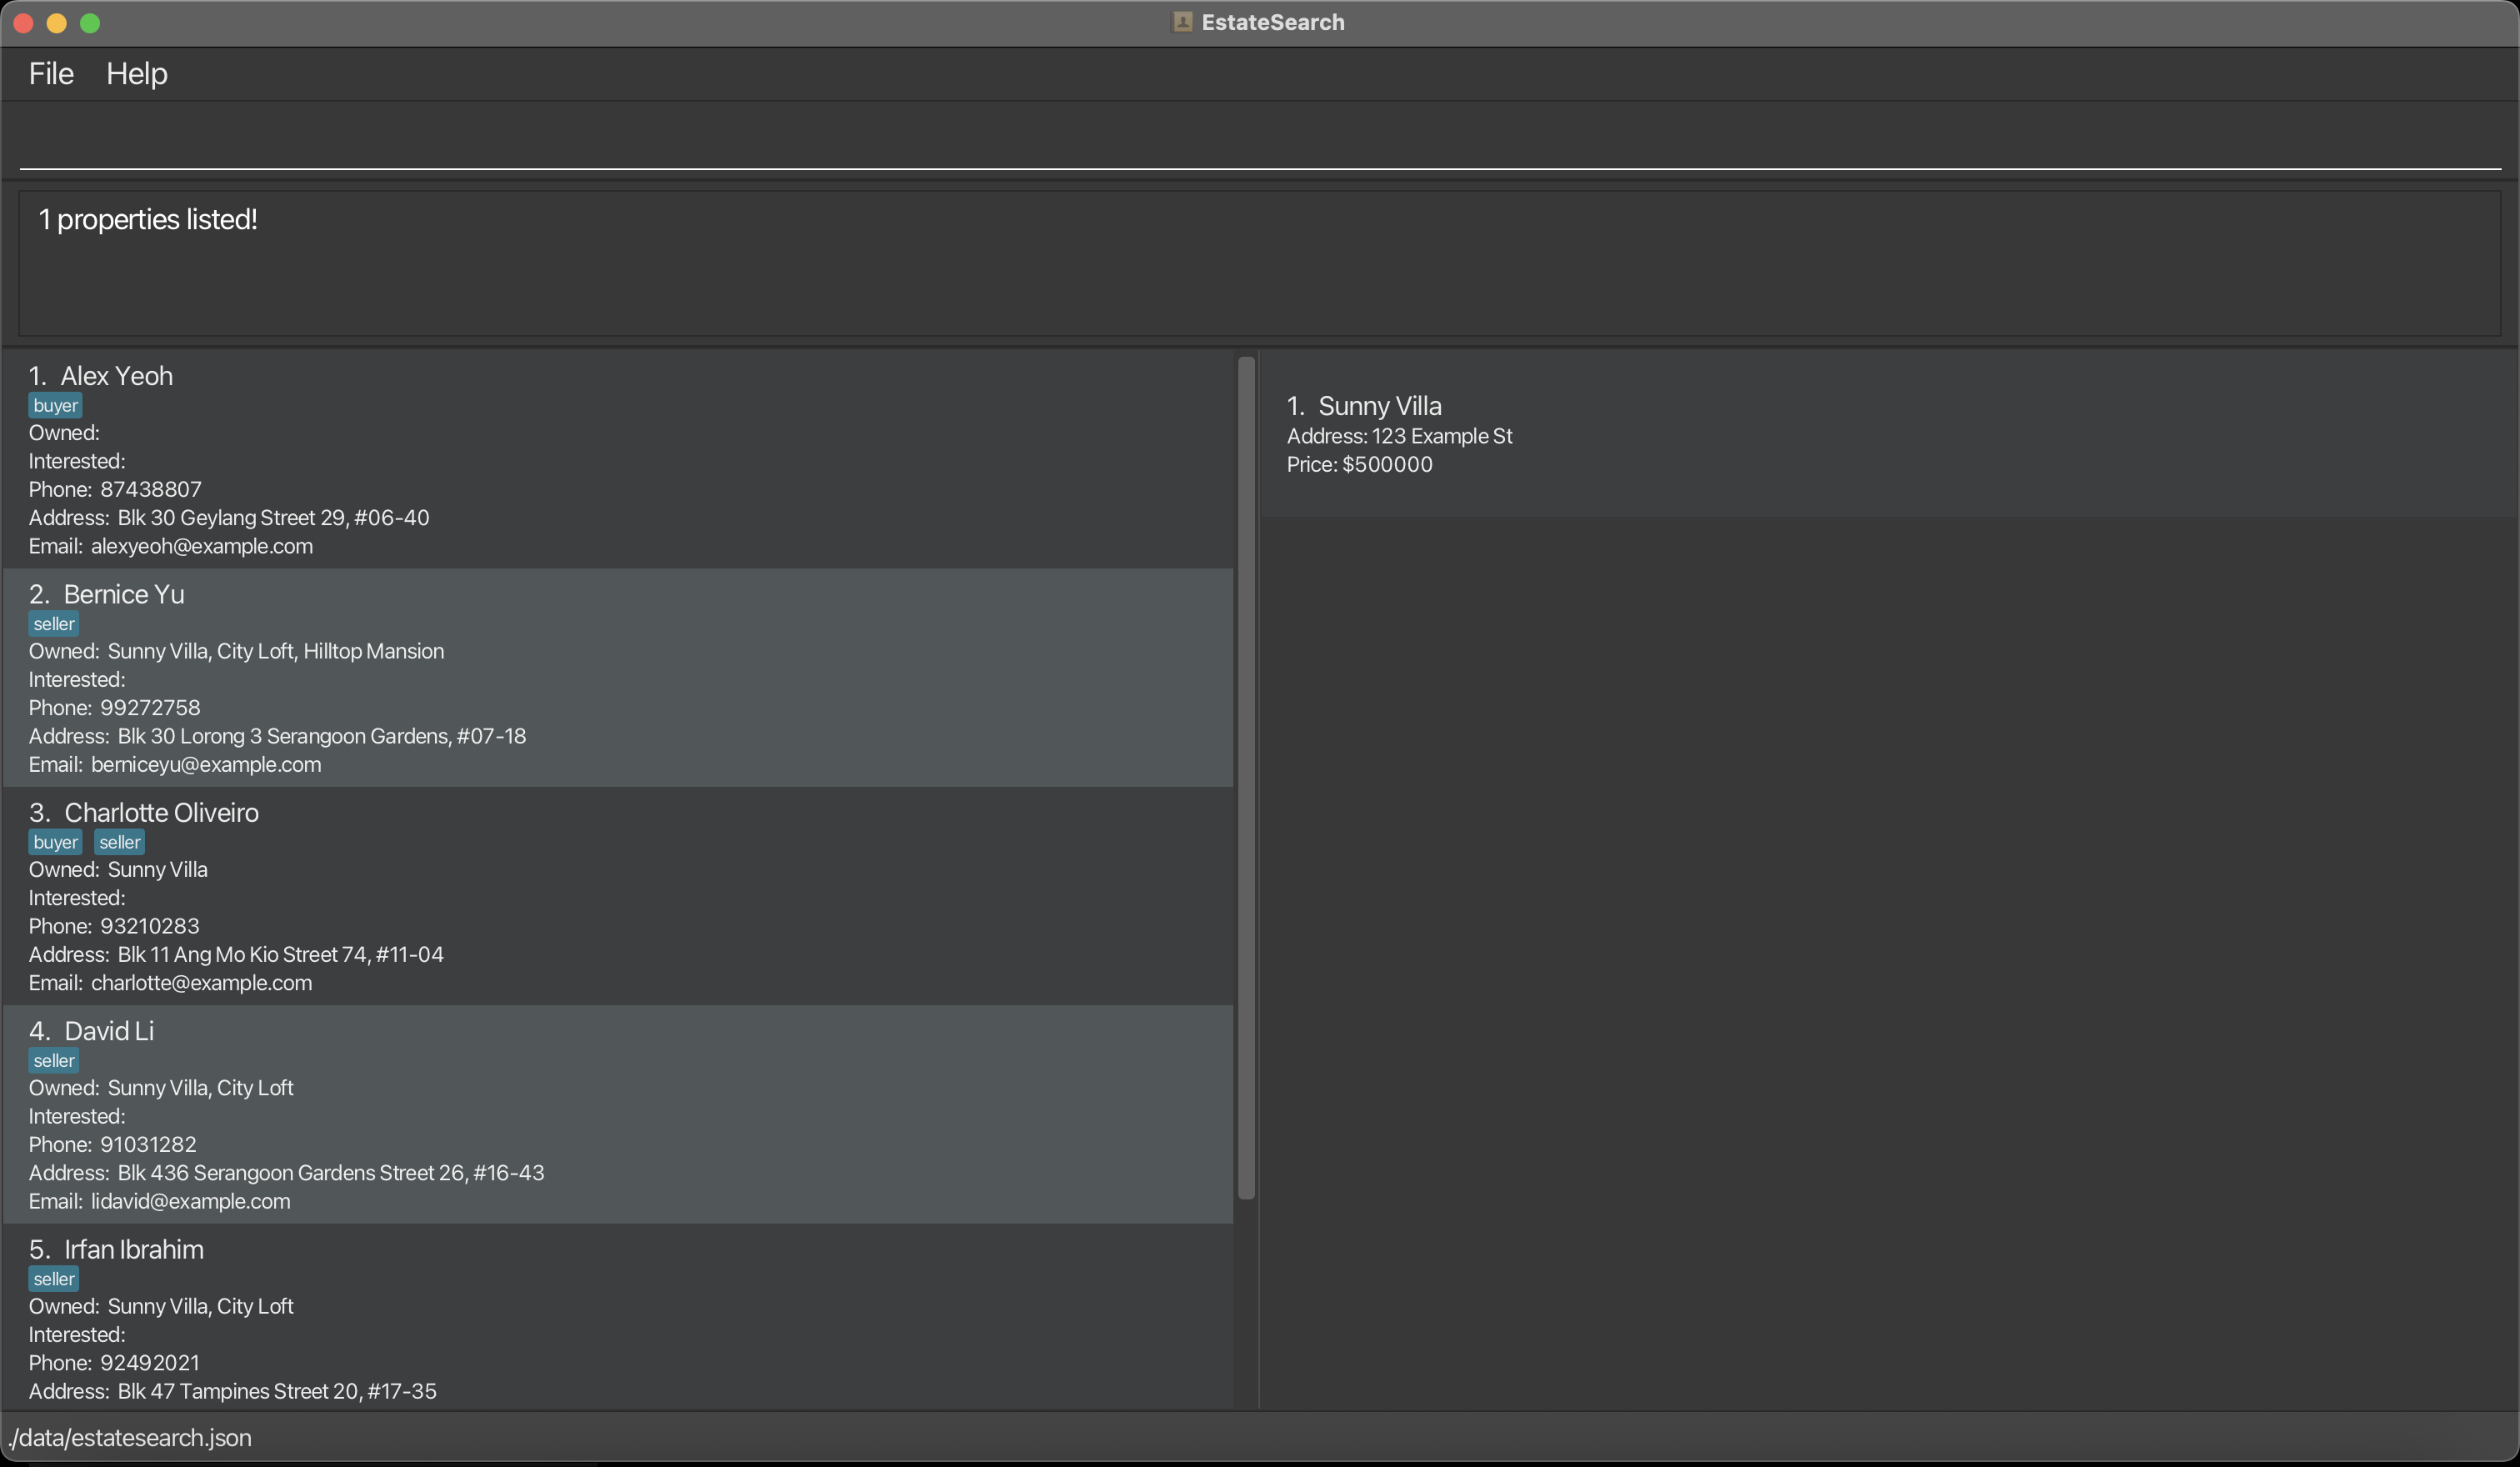 EstateSearch
File Help
1 properties listed!
1. Alex Yeoh
buyer
Owned:
Interested:
Phone: 87438807
Address: Blk 30 Geylang Street 29, #06-40
Email: alexyeoh@example.com
2. Bernice Yu
seller
Owned: Sunny Villa, City Loft, Hilltop Mansion
Interested:
Phone: 99272758
Address: Blk 30 Lorong 3 Serangoon Gardens, #07-18
Email: berniceyu@example.com
3. Charlotte Oliveiro
buyer seller
Owned: Sunny Villa
Interested:
Phone: 93210283
Address: Blk 11 Ang Mo Kio Street 74, #11-04
Email: charlotte@example.com
4. David Li
seller
Owned: Sunny Villa, City Loft
Interested:
Phone: 91031282
Address: Blk 436 Serangoon Gardens Street 26, #16-43
Email: lidavid@example.com
5. Irfan Ibrahim
seller
Owned: Sunny Villa, City Loft
Interested:
Phone: 92492021
Address: Blk 47 Tampines Street 20, #17-35
1. Sunny Villa
Address: 123 Example St
Price: $500000
./data/estatesearch.json